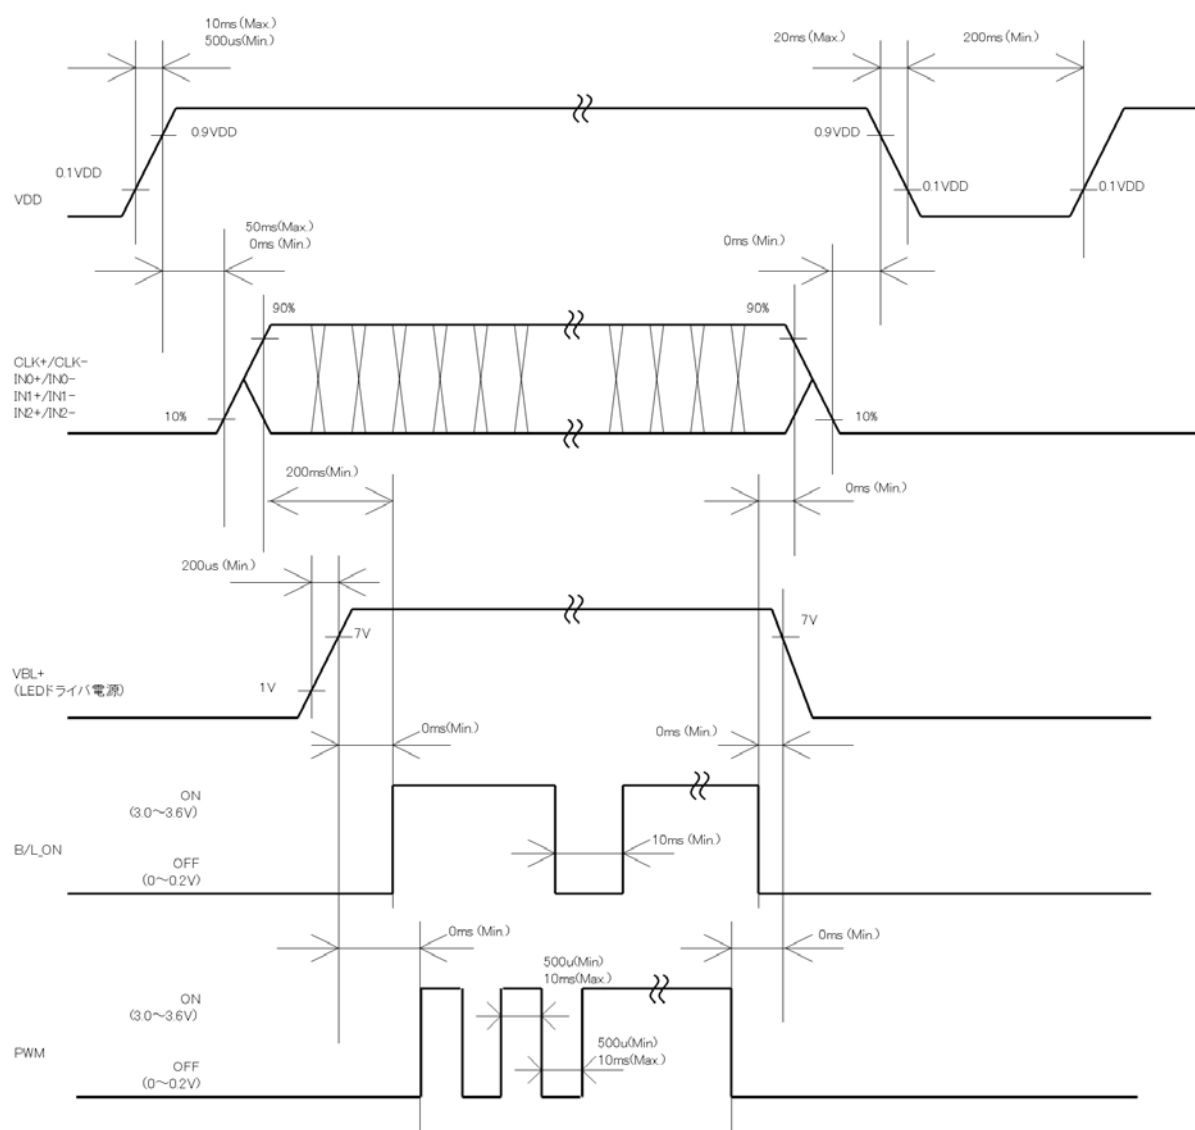 10ms (Max.)
500us(Min.)
20ms (Max.)
200ms (Min.)
0.9VDD
0.9VDD
0.1VDD
0.1VDD
0.1VDD
VDD
50ms(Max.)
0ms (Min.)
0ms (Min.)
90%
90%
CLK+/CLK-
IN0+/IN0-
IN1+/IN1-
IN2+/IN2-
10%
10%
200ms(Min.)
0ms (Min.)
200us (Min.)
7V
7V
VBL+
(LEDドライバ電源)
1V
0ms(Min.)
0ms (Min.)
ON
(3.0〜3.6V)
10ms (Min.)
B/L_ON
OFF
(0〜0.2V)
0ms (Min.)
0ms (Min.)
500u(Min)
10ms(Max.)
ON
(3.0〜3.6V)
500u(Min)
10ms(Max.)
PWM
OFF
(0〜0.2V)